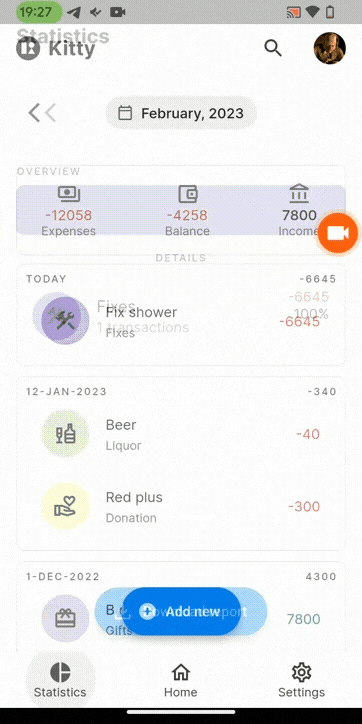 19:27
Statistics
Kitty
February, 2023
OVERVIEW
-12058 -4258 7800
Expenses Balance Income
DETAILS
TODAY -6645
Fixes -6645
Fix shower -6645
1 transactions 100%
Fixes
12-JAN-2023 -340
Beer -40
Liquor
Red plus -300
Donation
1-DEC-2022 4300
Add new
7800
Gifts
Statistics Home Settings